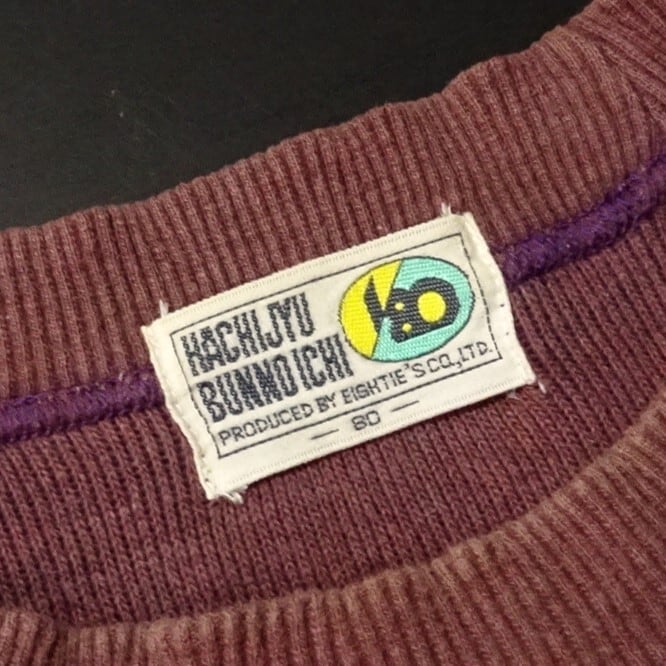 HACHIJYU
BUNNOICHI
PRODUCED BY EIGHTIE'S CO.,LTD.
— 80 —